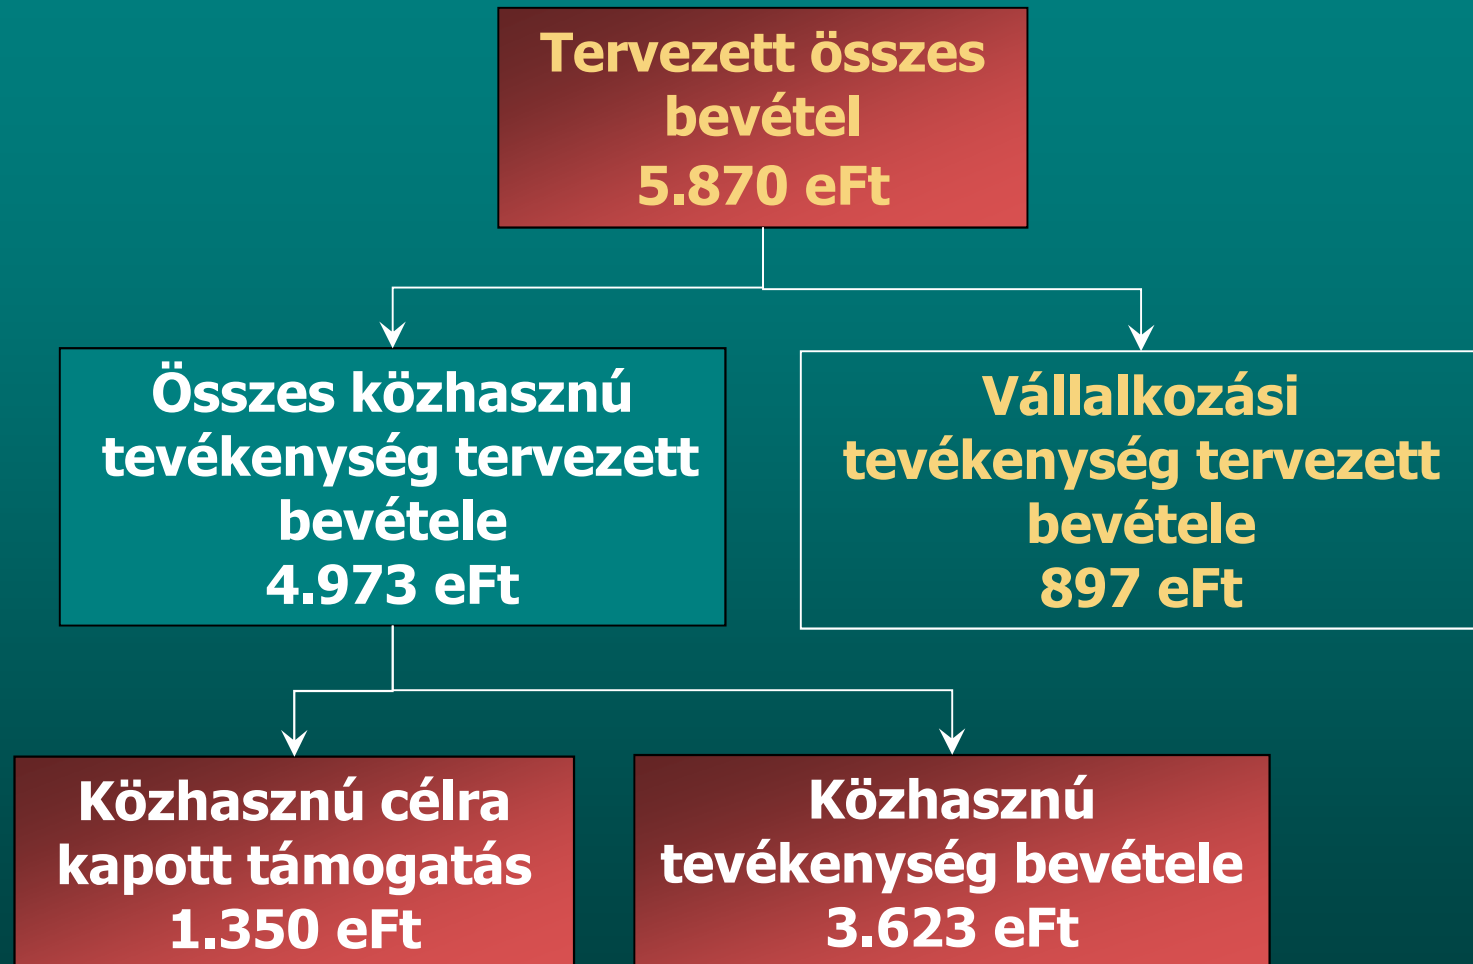 Tervezett összes
bevétel
5.870 eFt
Összes közhasznú
tevékenység tervezett
bevétele
4.973 eFt
Vállalkozási
tevékenység tervezett
bevétele
897 eFt
Közhasznú célra
kapott támogatás
1.350 eFt
Közhasznú
tevékenység bevétele
3.623 eFt